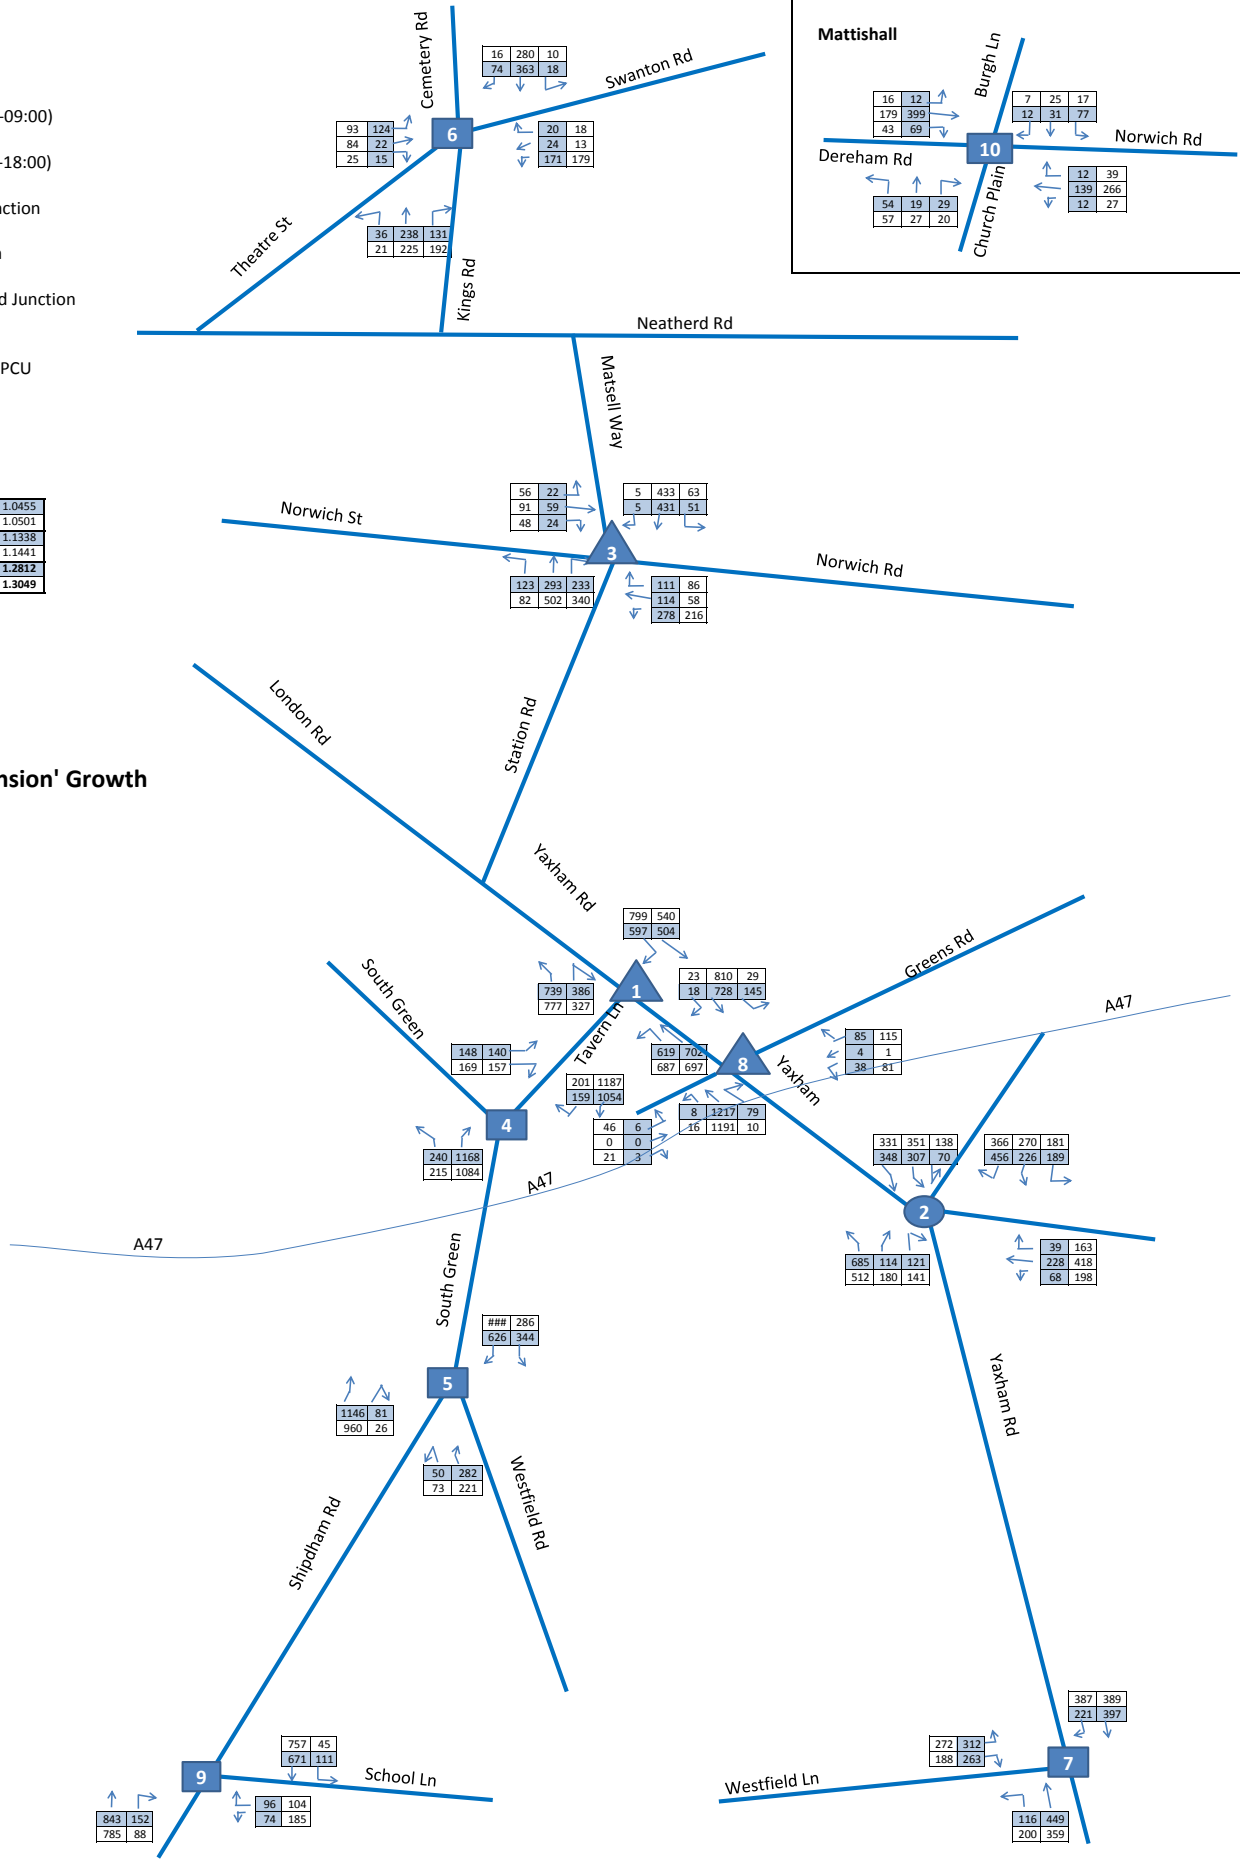 Mattishall
Cemetery Rd
16 280 10
74 363 18
Swanton Rd
Burgh Ln
-09:00)
93 124
84 22
25 15
6
20 18
24 13
171 179
16 12
179 399
43 69
7 25 17
12 31 77
Norwich Rd
10
Dereham Rd
-18:00)
12 39
139 266
12 27
54 19 29
57 27 20
Church Plain
nction
36 238 131
21 225 192
Theatre St
Kings Rd
d Junction
Neatherd Rd
PCU
Matsell Way
1.0455
1.0501
1.1338
1.1441
1.2812
1.3049
56 22
91 59
48 24
5 433 63
5 431 51
Norwich St
3
Norwich Rd
123 293 233
82 502 340
111 86
114 58
278 216
London Rd
Station Rd
nsion' Growth
Yaxham Rd
799 540
597 504
South Green
739 386
777 327
1
23 810 29
18 728 145
Greens Rd
A47
Tavern Ln
148 140
169 157
619 702
687 697
8
Yaxham
85 115
4 1
38 81
201 1187
159 1054
4
46 6
0 0
21 3
8 1217 79
16 1191 10
240 1168
215 1084
331 351 138
348 307 70
366 270 181
456 226 189
A47
2
A47
South Green
685 114 121
512 180 141
39 163
228 418
68 198
### 286
626 344
5
1146 81
960 26
Yaxham Rd
50 282
73 221
Westfield Rd
Shipdham Rd
387 389
221 397
757 45
671 111
272 312
188 263
7
9
School Ln
Westfield Ln
843 152
785 88
96 104
74 185
116 449
200 359